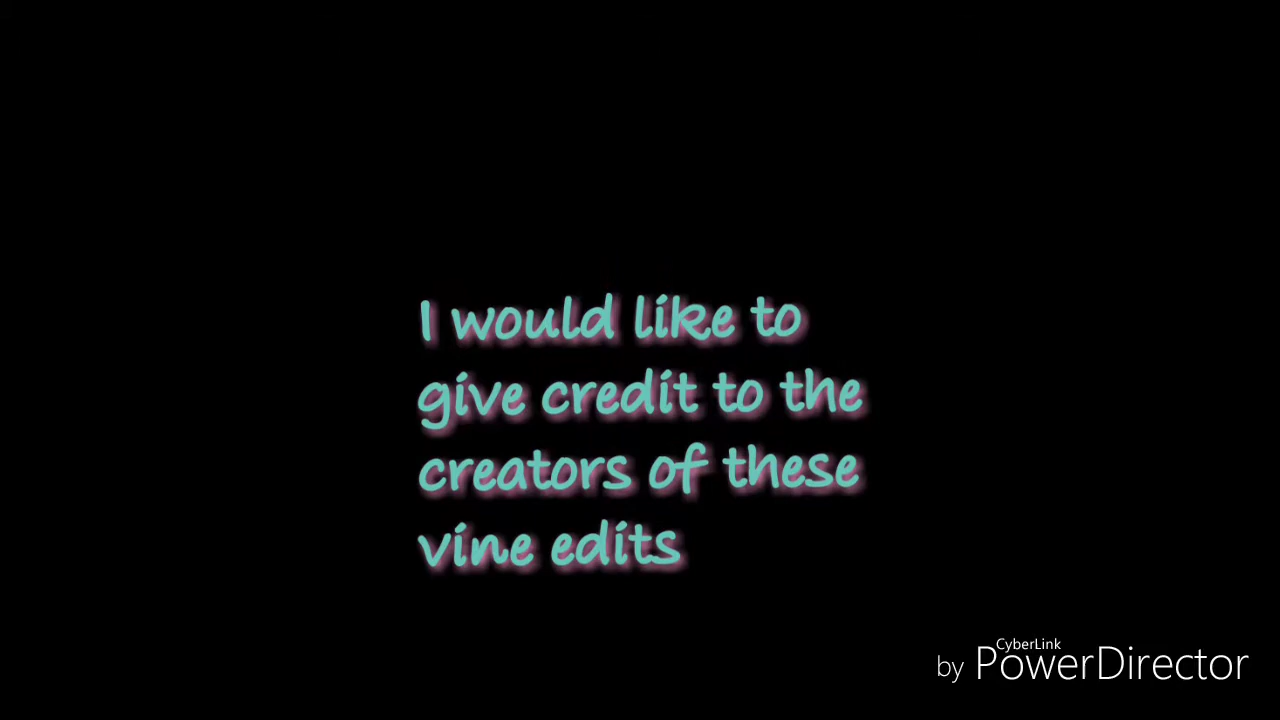 I would like to
give credit to the
creators of these
vine edits
CyberLink
by PowerDirector